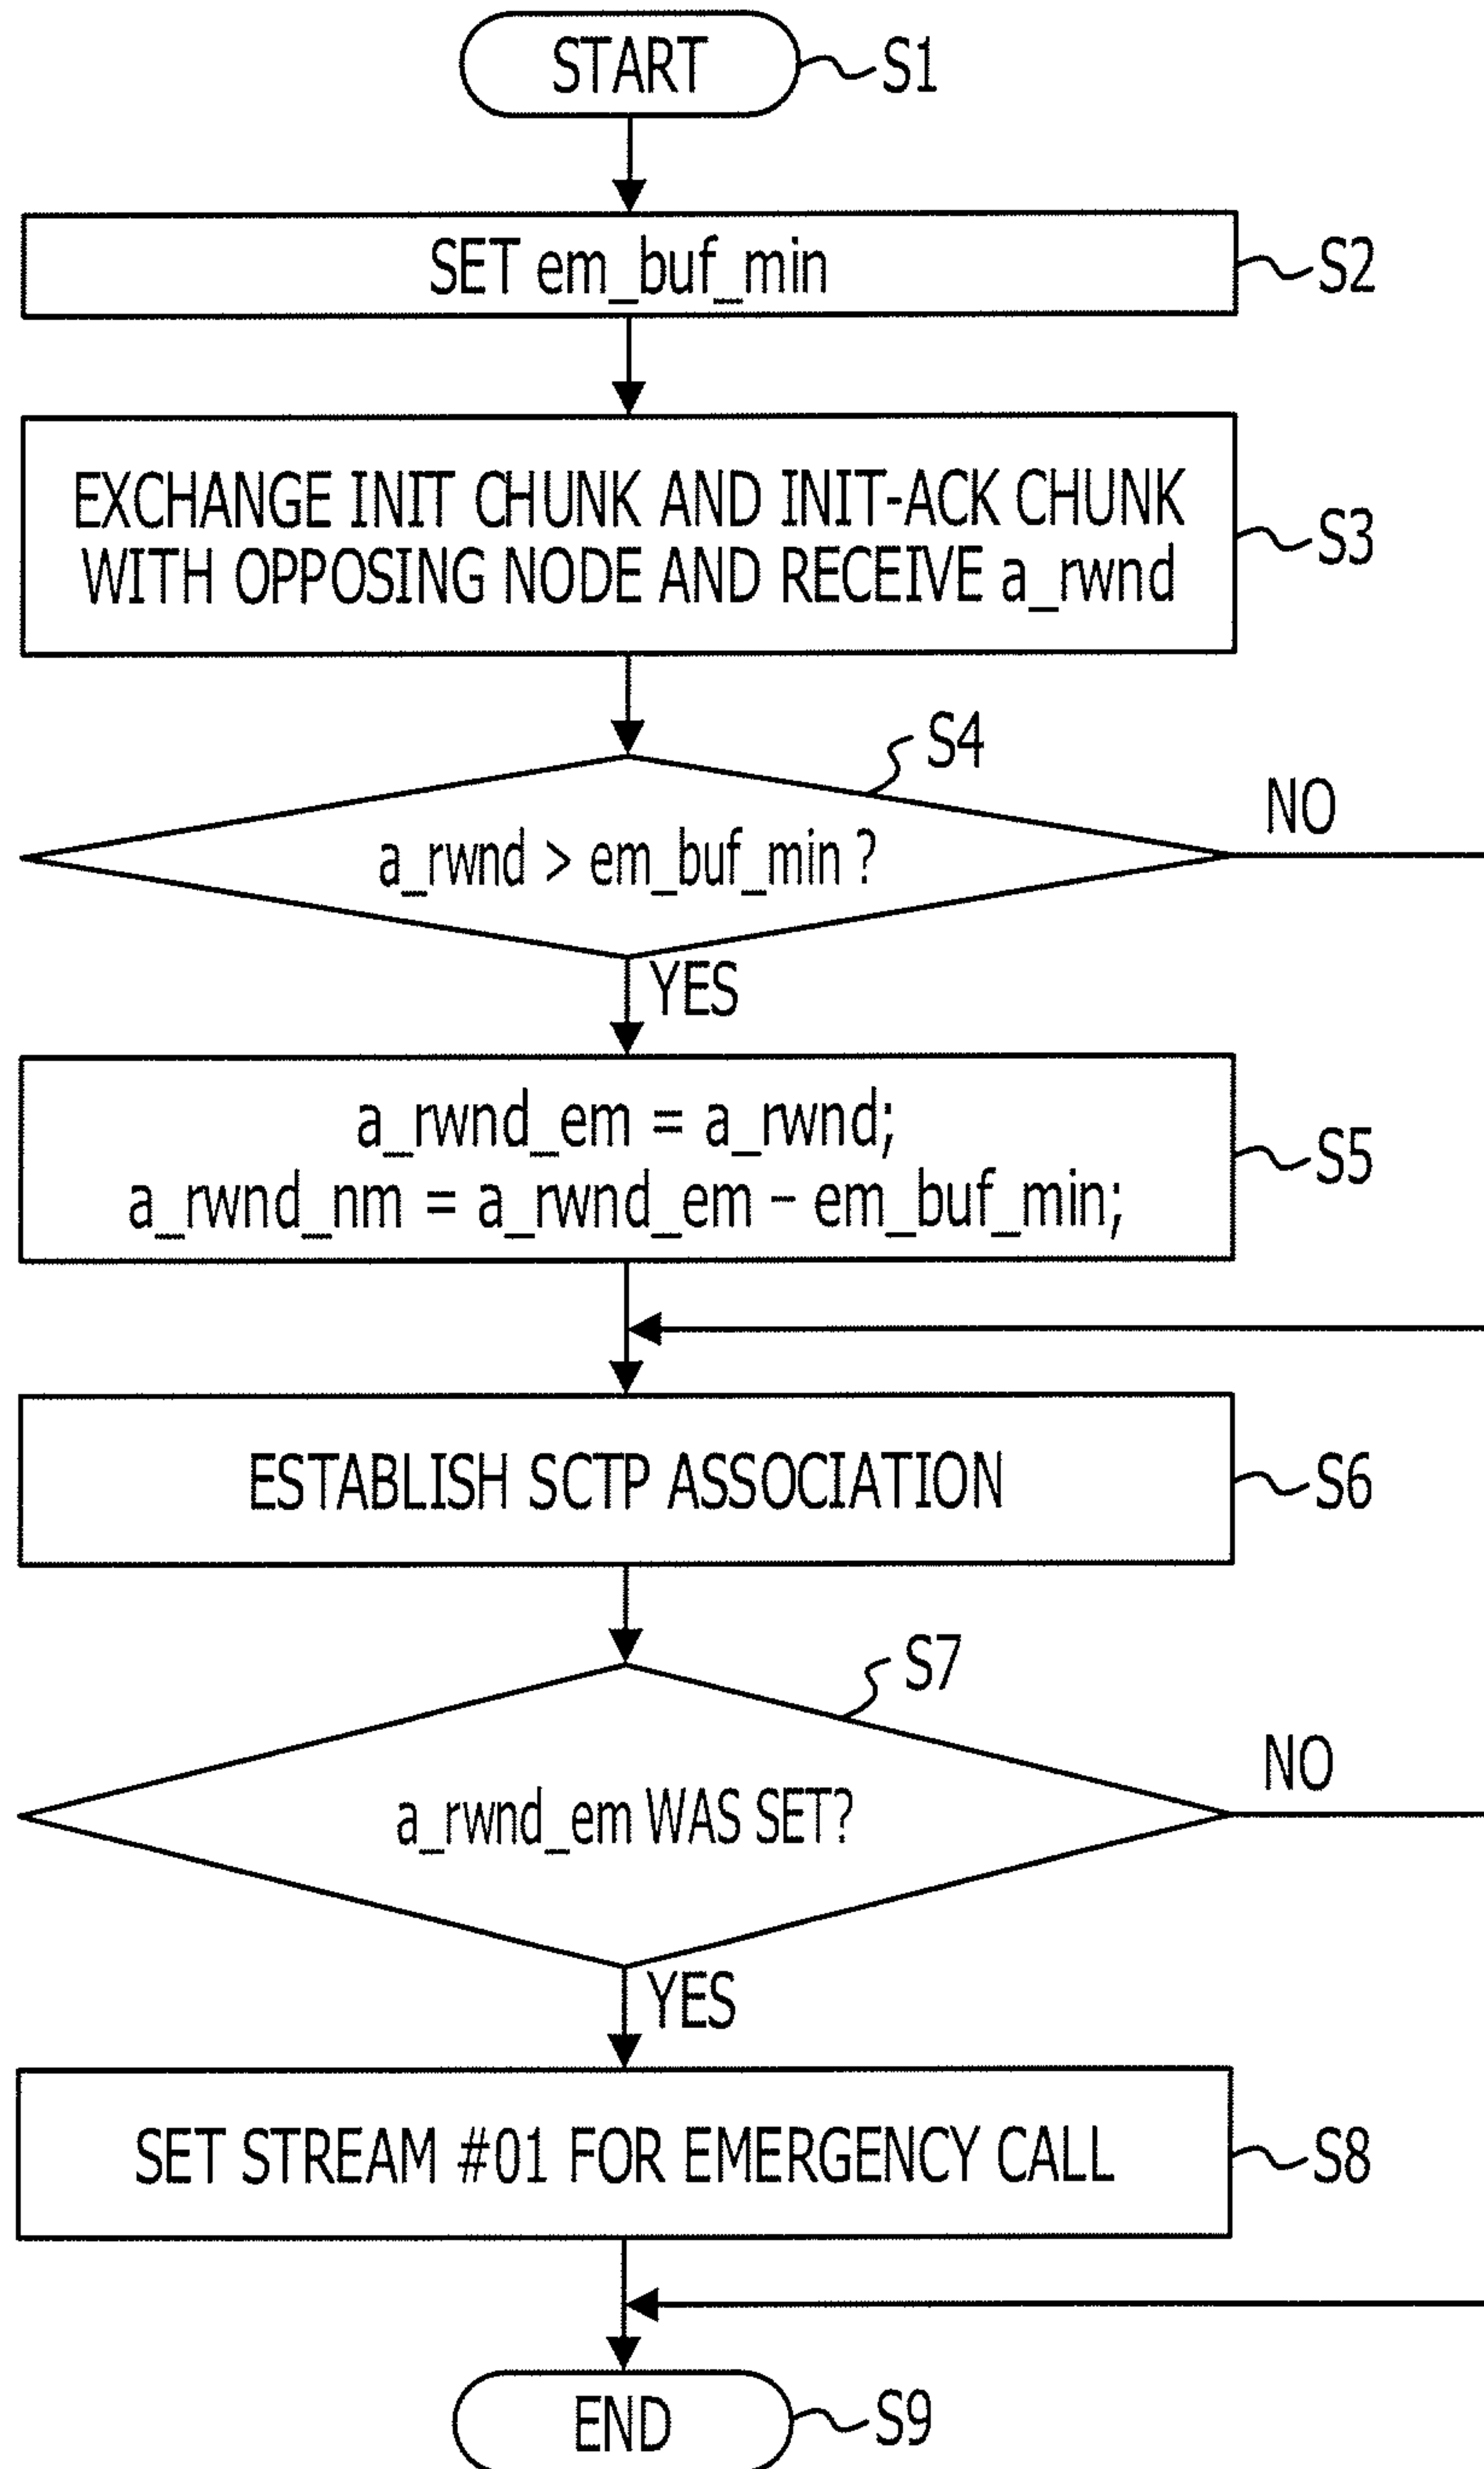 START
S1
SET em_buf_min
S2
EXCHANGE INIT CHUNK AND INIT-ACK CHUNK
WITH OPPOSING NODE AND RECEIVE a_rwnd
S3
S4
NO
a_rwnd > em_buf_min ?
YES
a_rwnd_em = a_rwnd;
a_rwnd_nm = a_rwnd_em – em_buf_min;
S5
ESTABLISH SCTP ASSOCIATION
S6
S7
NO
a_rwnd_em WAS SET?
YES
SET STREAM #01 FOR EMERGENCY CALL
S8
END
S9